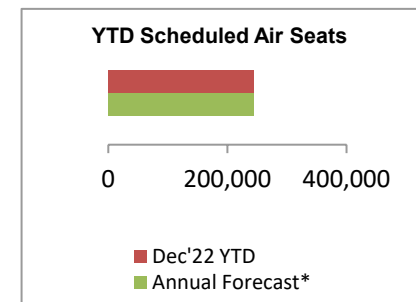 YTD Scheduled Air Seats
0 200,000 400,000
Dec'22 YTD
Annual Forecast*